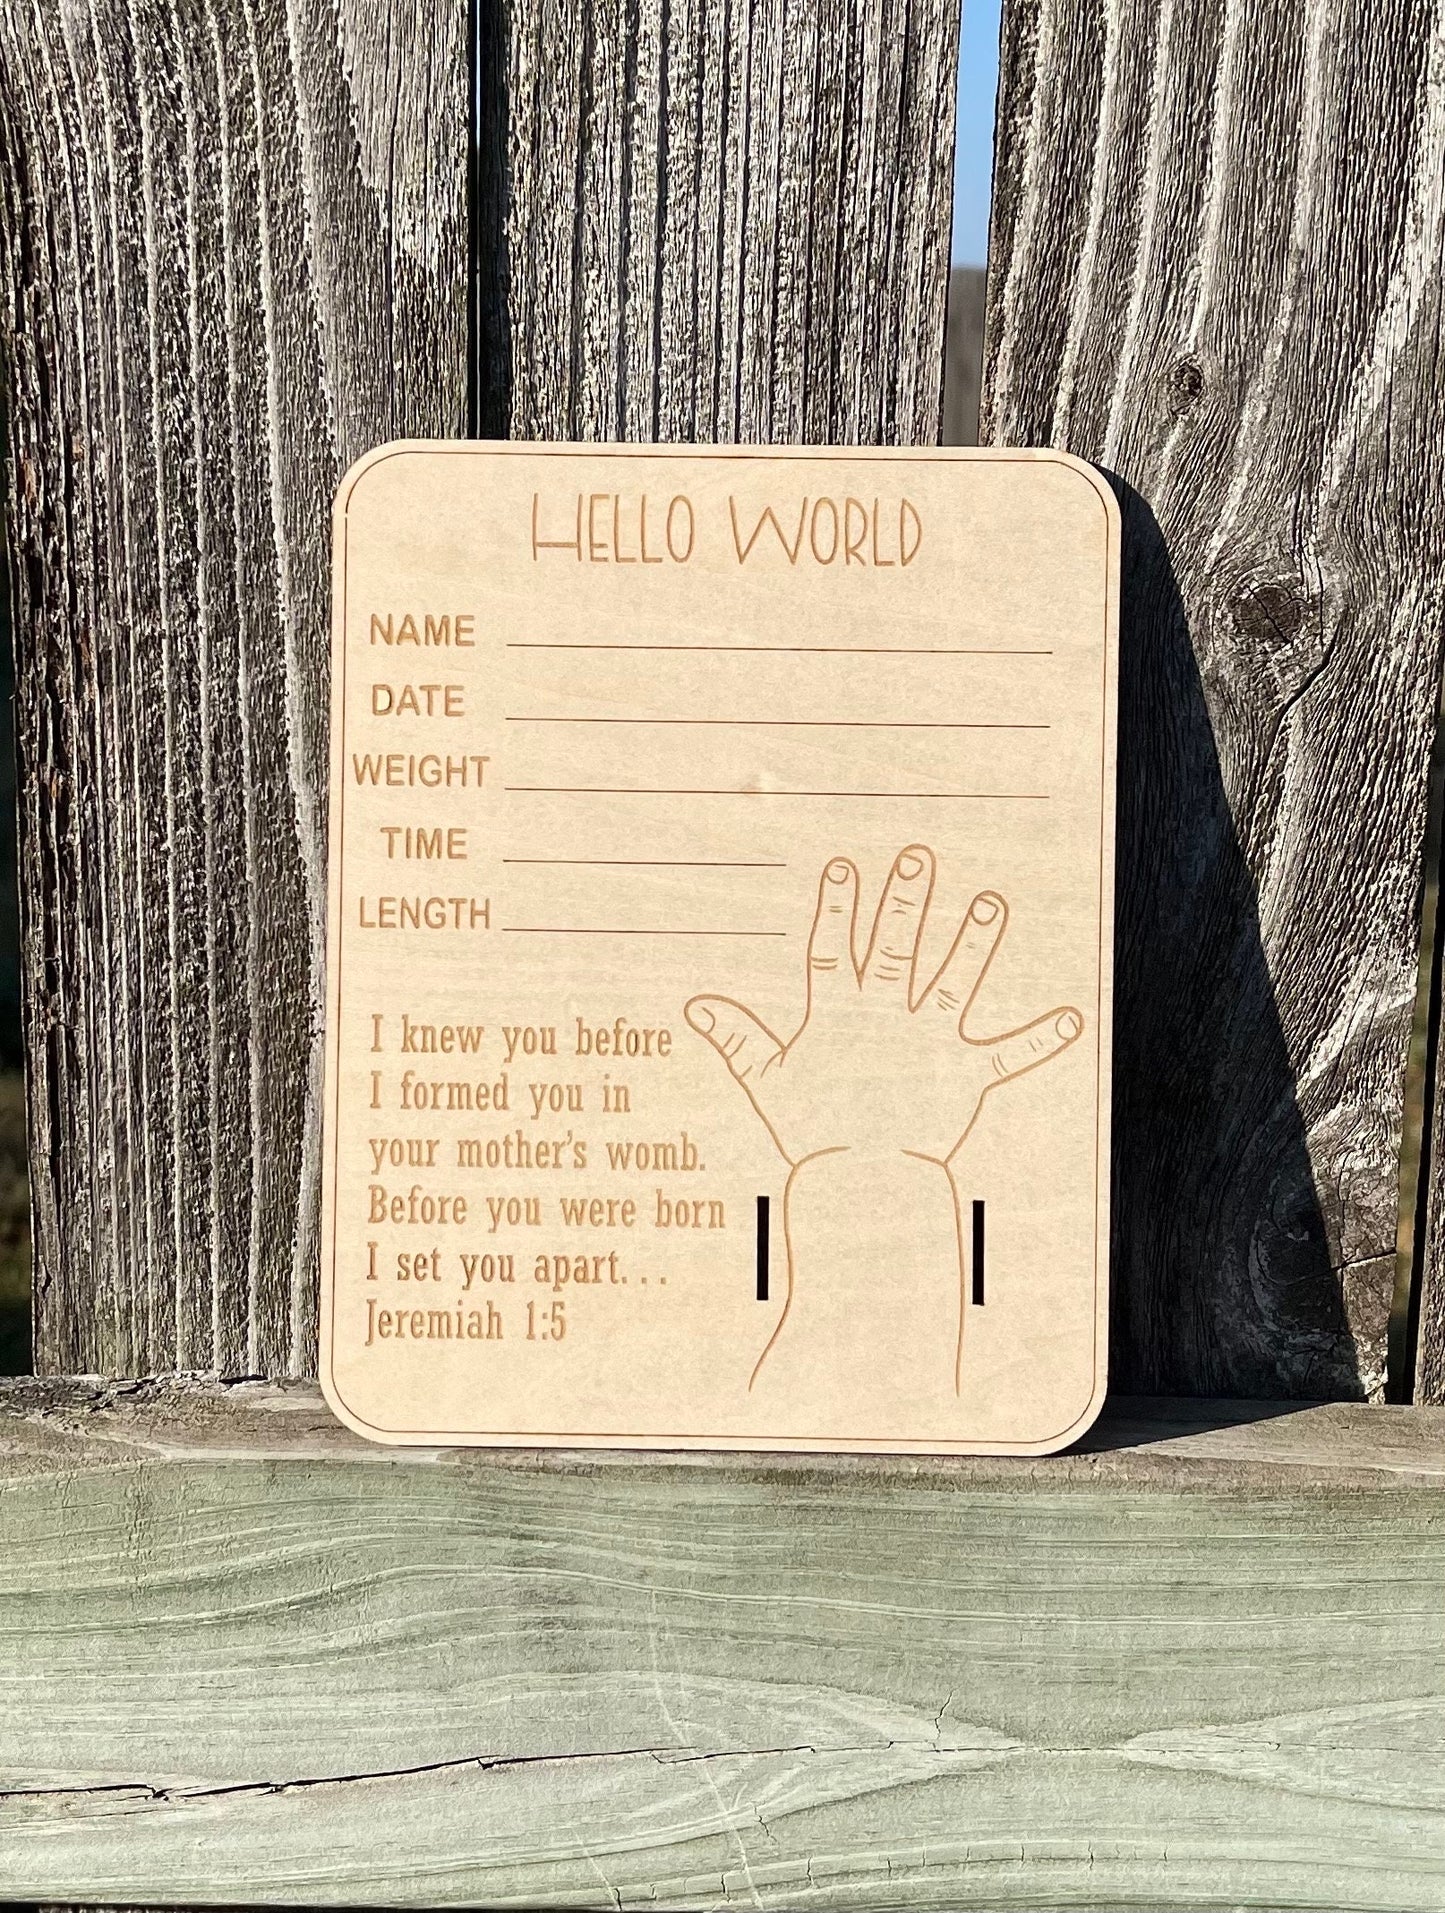 HELLO WORLD
NAME
DATE
WEIGHT
TIME
LENGTH
I knew you before
I formed you in
your mother's womb.
Before you were born
I set you apart...
Jeremiah 1:5